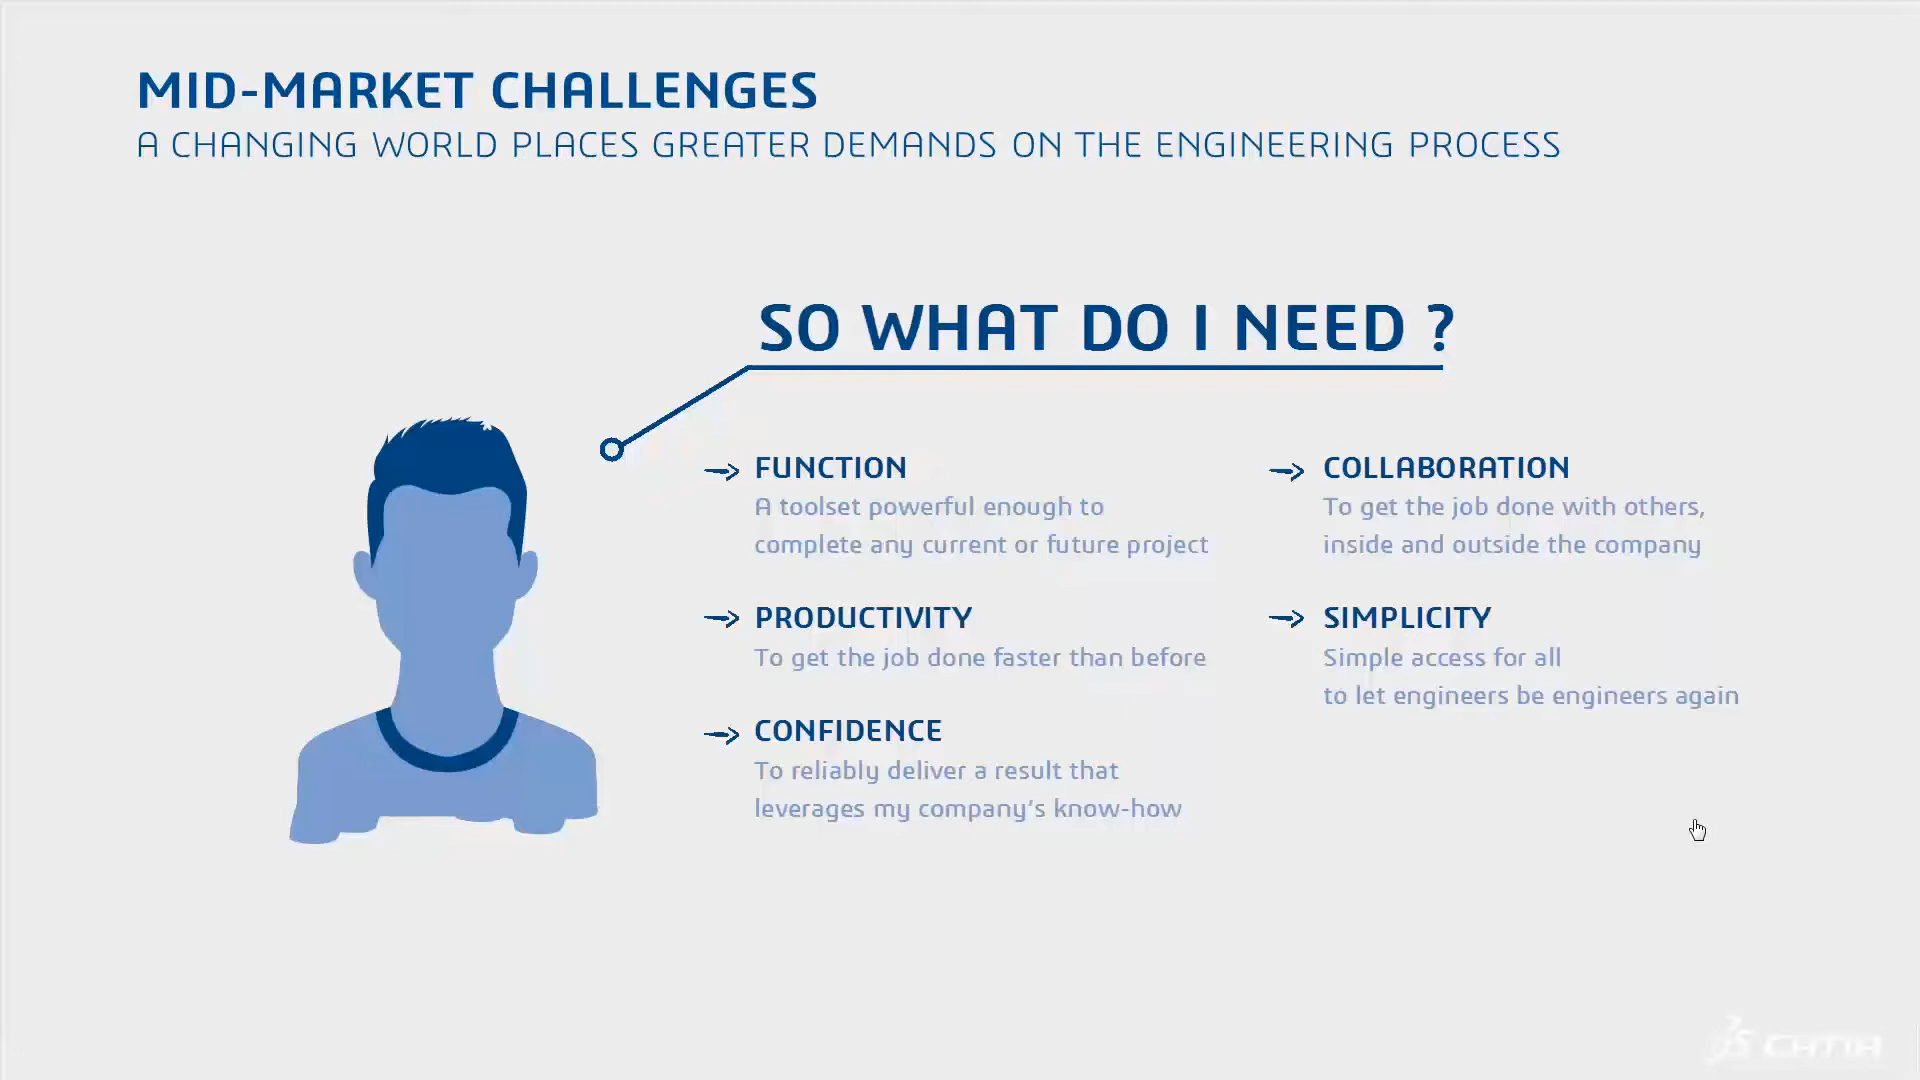 MID-MARKET CHALLENGES
A CHANGING WORLD PLACES GREATER DEMANDS ON THE ENGINEERING PROCESS
SO WHAT DO I NEED ?
FUNCTION
A toolset powerful enough to
complete any current or future project
PRODUCTIVITY
To get the job done faster than before
CONFIDENCE
To reliably deliver a result that
leverages my company's know-how
COLLABORATION
To get the job done with others,
inside and outside the company
SIMPLICITY
Simple access for all
to let engineers be engineers again
CATIA